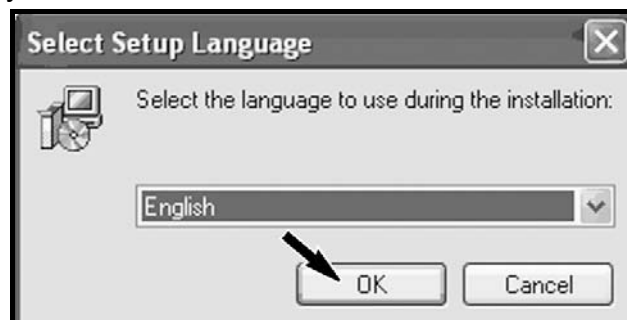 Select Setup Language
Select the language to use during the installation:
English
OK
Cancel